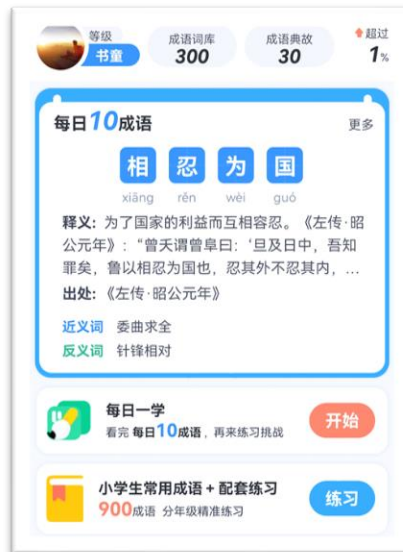 等级
书童
成语词库
300
成语典故
30
超过
1%
每日10成语
更多
相忍为国
xiāng rěn wèi guó
释义: 为了国家的利益而互相容忍。《左传·昭
公元年》:“曾夭谓曾阜曰:‘旦及日中，吾知
罪矣，鲁以相忍为国也，忍其外不忍其内，...
出处:《左传·昭公元年》
近义词 委曲求全
反义词 针锋相对
每日一学
看完 每日10成语，再来练习挑战
开始
小学生常用成语 + 配套练习
900成语 分年级精准练习
练习